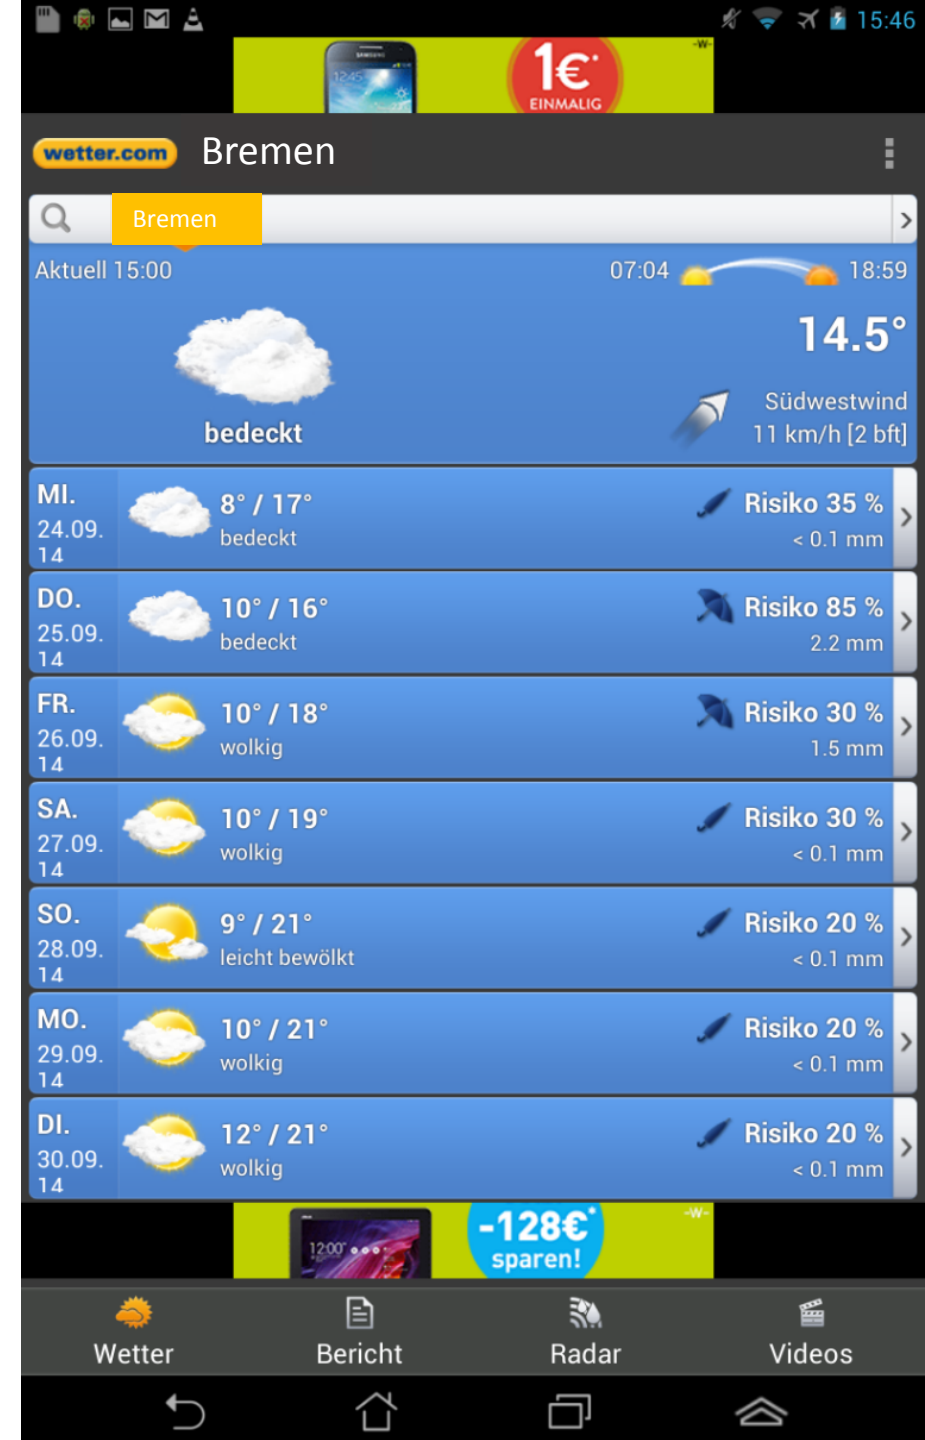 15:46
SAMSUNG
12:45
1€*
EINMALIG
-W-
wetter.com Bremen
Bremen
Aktuell 15:00
07:04 18:59
14.5°
bedeckt
Südwestwind
11 km/h [2 bft]
MI.
24.09.
14
8° / 17°
bedeckt
Risiko 35 %
< 0.1 mm
DO.
25.09.
14
10° / 16°
bedeckt
Risiko 85 %
2.2 mm
FR.
26.09.
14
10° / 18°
wolkig
Risiko 30 %
1.5 mm
SA.
27.09.
14
10° / 19°
wolkig
Risiko 30 %
< 0.1 mm
SO.
28.09.
14
9° / 21°
leicht bewölkt
Risiko 20 %
< 0.1 mm
MO.
29.09.
14
10° / 21°
wolkig
Risiko 20 %
< 0.1 mm
DI.
30.09.
14
12° / 21°
wolkig
Risiko 20 %
< 0.1 mm
12:00
-128€*
sparen!
-W-
Wetter Bericht Radar Videos